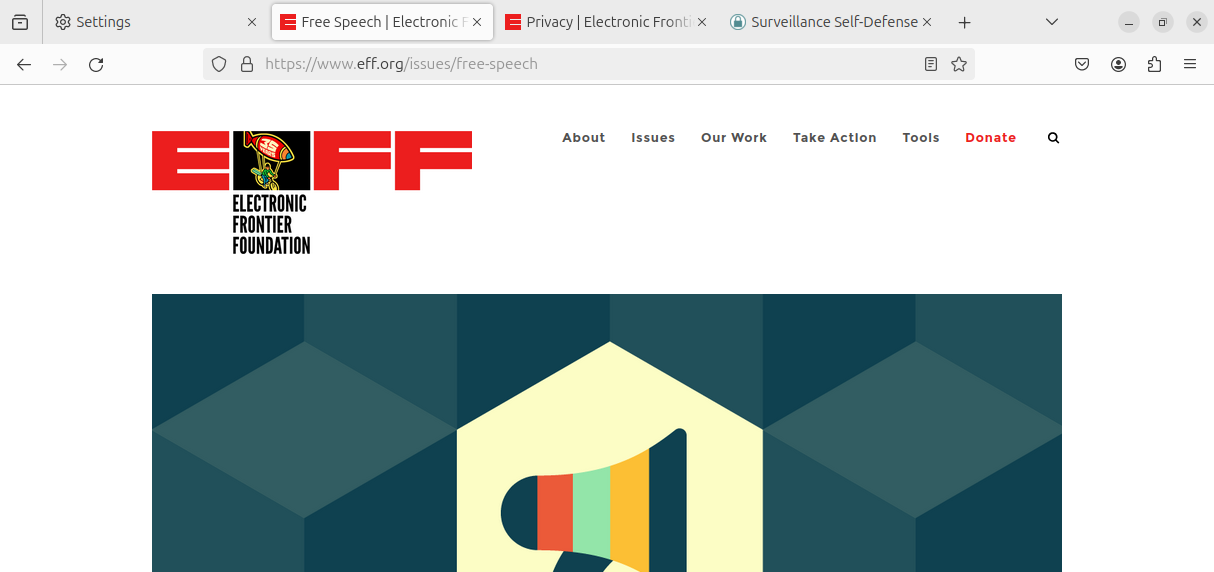 Settings
Free Speech | Electronic F
Privacy | Electronic Fronti
Surveillance Self-Defense
https://www.eff.org/issues/free-speech
EFF
ELECTRONIC
FRONTIER
FOUNDATION
About Issues Our Work Take Action Tools Donate